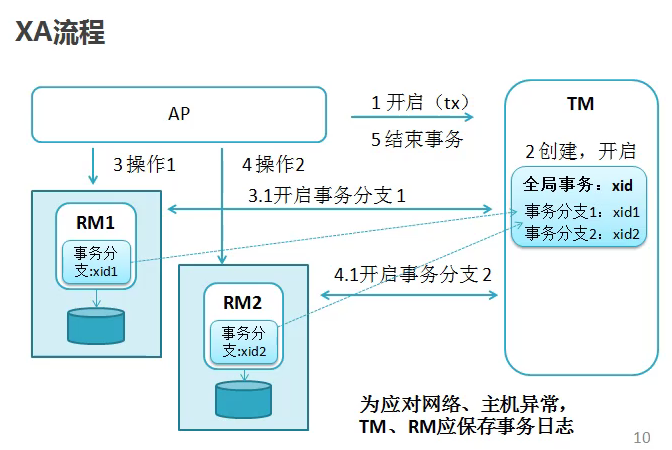 XA流程
AP
1 开启（tx）
5 结束事务
TM
2 创建，开启
全局事务：xid
事务分支1：xid1
事务分支2：xid2
3 操作1
4 操作2
3.1开启事务分支1
RM1
事务分
支:xid1
4.1开启事务分支2
RM2
事务分
支:xid2
为应对网络、主机异常，
TM、RM应保存事务日志
10